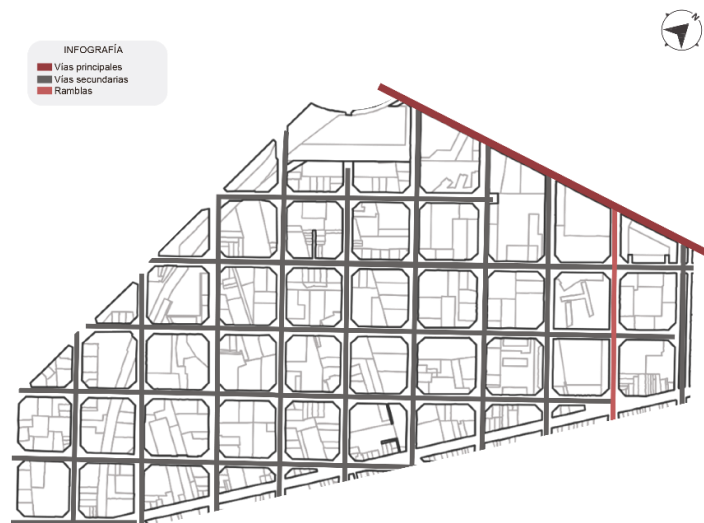 N
INFOGRAFÍA
Vías principales
Vías secundarias
Ramblas